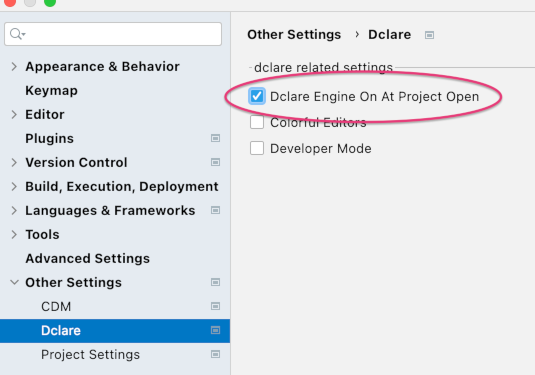 Appearance & Behavior
Keymap
Editor
Plugins
Version Control
Build, Execution, Deployment
Languages & Frameworks
Tools
Advanced Settings
Other Settings
CDM
Dclare
Project Settings
Other Settings › Dclare
dclare related settings
Dclare Engine On At Project Open
Colorful Editors
Developer Mode